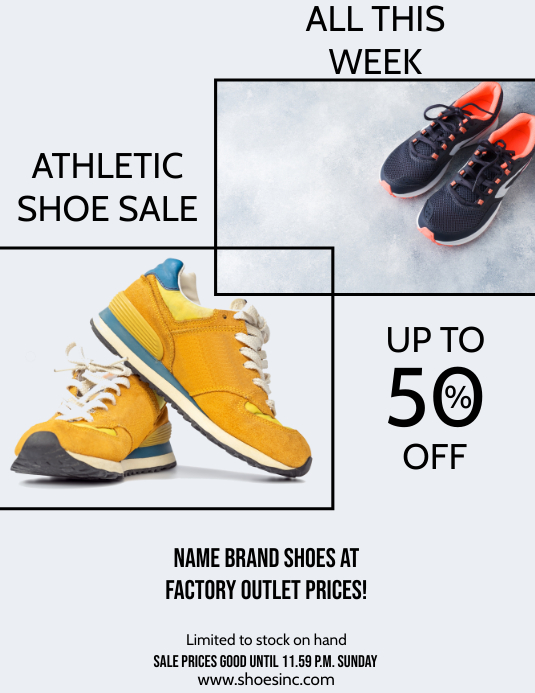 ALL THIS
WEEK
ATHLETIC
SHOE SALE
UP TO
50%
OFF
NAME BRAND SHOES AT
FACTORY OUTLET PRICES!
Limited to stock on hand
SALE PRICES GOOD UNTIL 11.59 P.M. SUNDAY
www.shoesinc.com